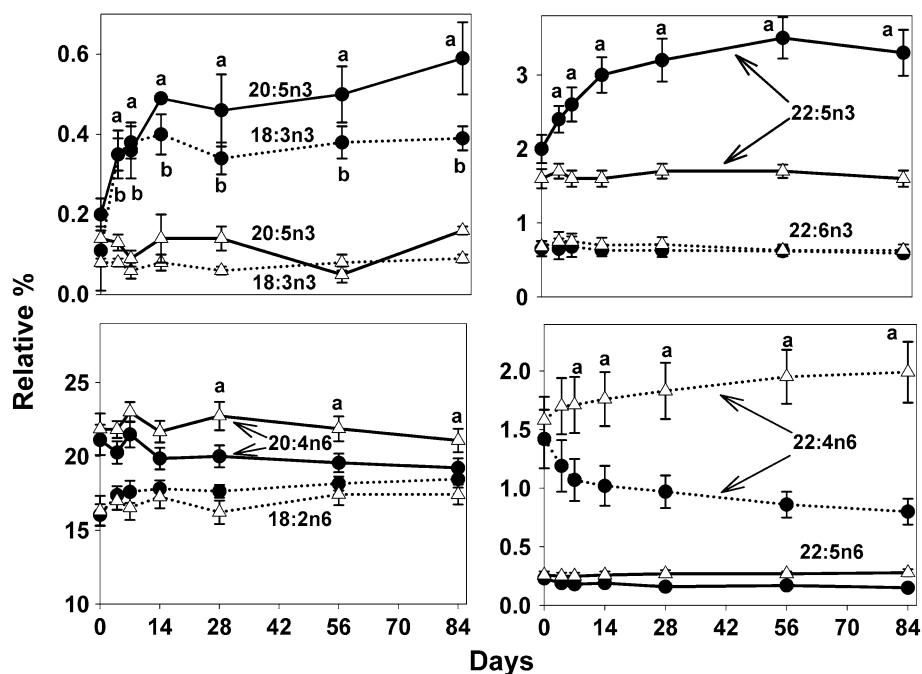 Relative %
0.6
0.4
0.2
0.0
a a a a a a
20:5n3
18:3n3
b b b b b b
20:5n3
18:3n3
3
2
1
0
a a a a a a
22:5n3
22:6n3
25
20
15
10
a a a
20:4n6
18:2n6
0 14 28 42 56 70 84
2.0
1.5
1.0
0.5
0.0
a a a a a
22:4n6
22:5n6
0 14 28 42 56 70 84
Days